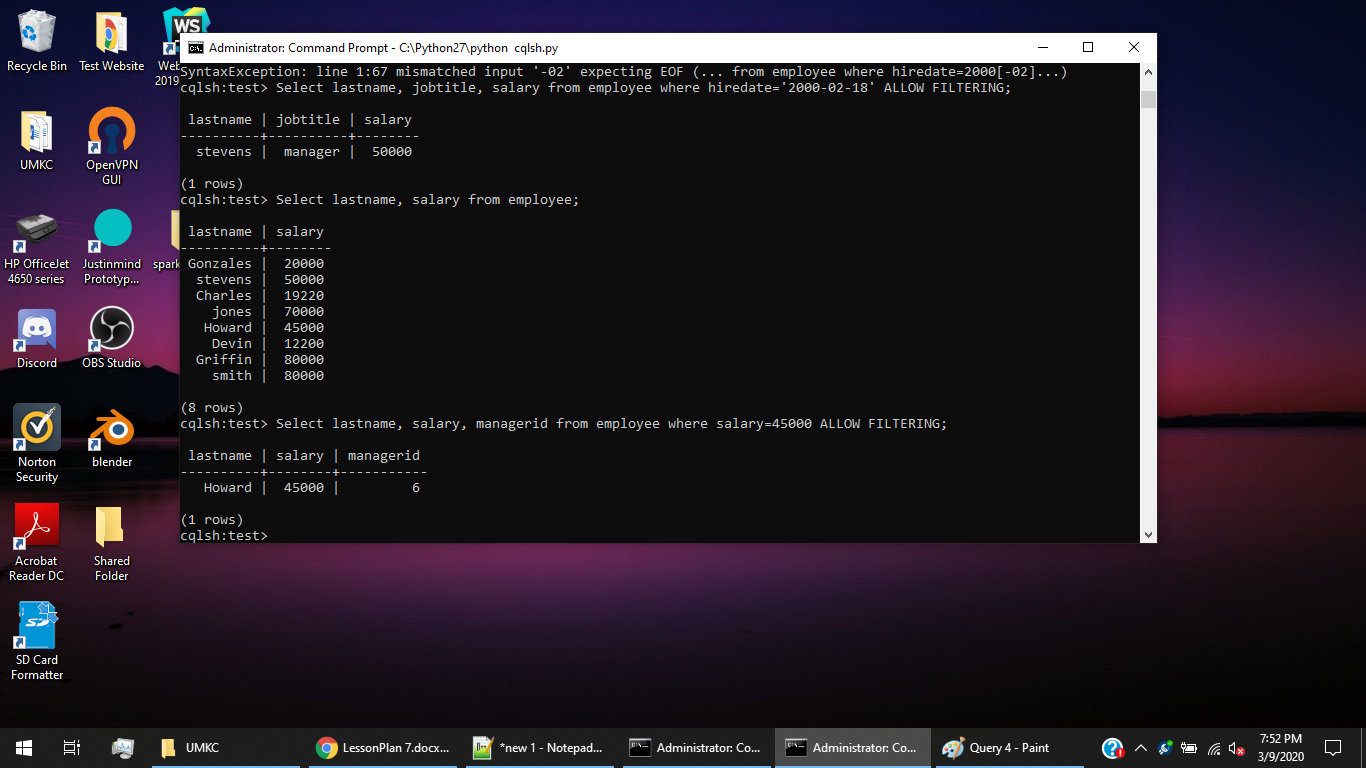 Recycle Bin
Test Website
WS
Web
2019
UMKC
OpenVPN
GUI
HP OfficeJet
4650 series
Justinmind
Prototyp...
spark
Discord
OBS Studio
Norton
Security
blender
Acrobat
Reader DC
Shared
Folder
SD Card
Formatter
Administrator: Command Prompt - C:\Python27\python  cqlsh.py
SyntaxException: line 1:67 mismatched input '-02' expecting EOF (... from employee where hiredate=2000[-02]...)
cqlsh:test> Select lastname, jobtitle, salary from employee where hiredate='2000-02-18' ALLOW FILTERING;
lastname | jobtitle | salary
----------+----------+--------
stevens |  manager |  50000
(1 rows)
cqlsh:test> Select lastname, salary from employee;
lastname | salary
----------+--------
Gonzales |  20000
stevens |  50000
Charles |  19220
jones |  70000
Howard |  45000
Devin |  12200
Griffin |  80000
smith |  80000
(8 rows)
cqlsh:test> Select lastname, salary, managerid from employee where salary=45000 ALLOW FILTERING;
lastname | salary | managerid
----------+--------+-----------
Howard |  45000 |         6
(1 rows)
cqlsh:test>
UMKC
LessonPlan 7.docx...
*new 1 - Notepad...
Administrator: Co...
Administrator: Co...
Query 4 - Paint
7:52 PM
3/9/2020